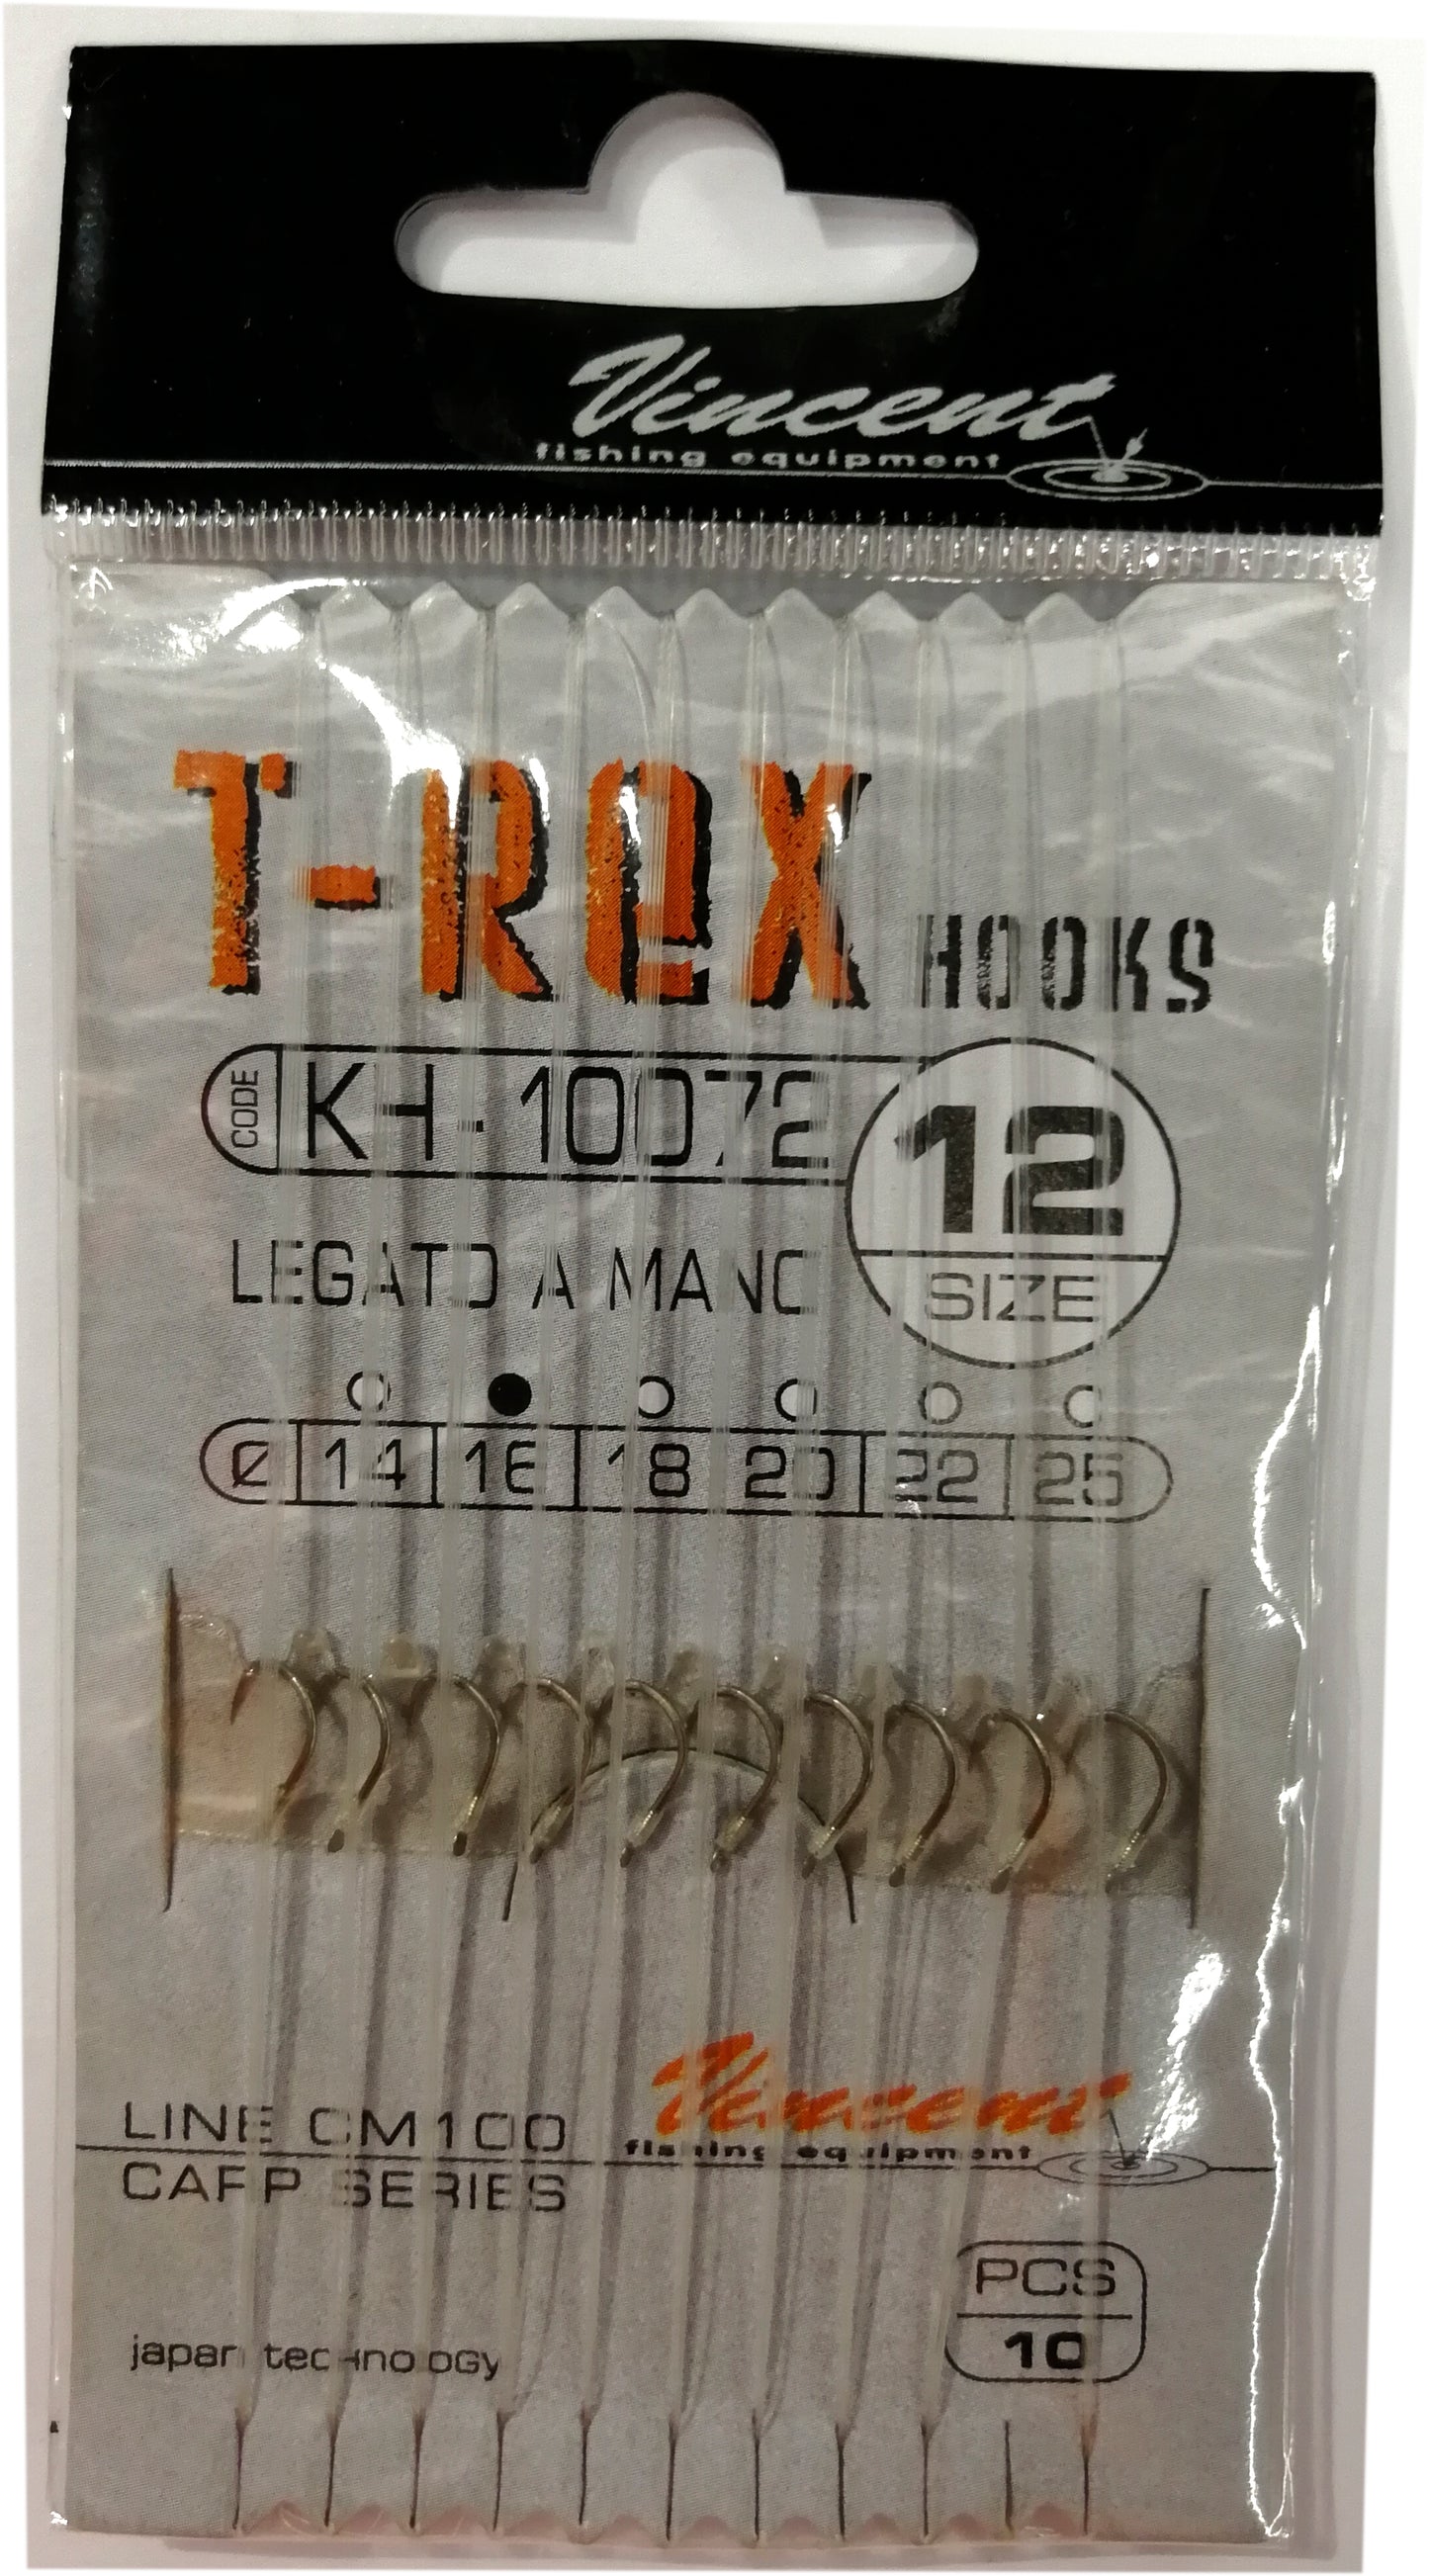 Vincent
fishing equipment
T-Rex HOOKS
CODE KH-10072
12
SIZE
LEGATO A MANO
Ø 14 16 18 20 22 25
LINE CM100
CARP SERIES
Vincent
fishing equipment
PCS
10
japan technology